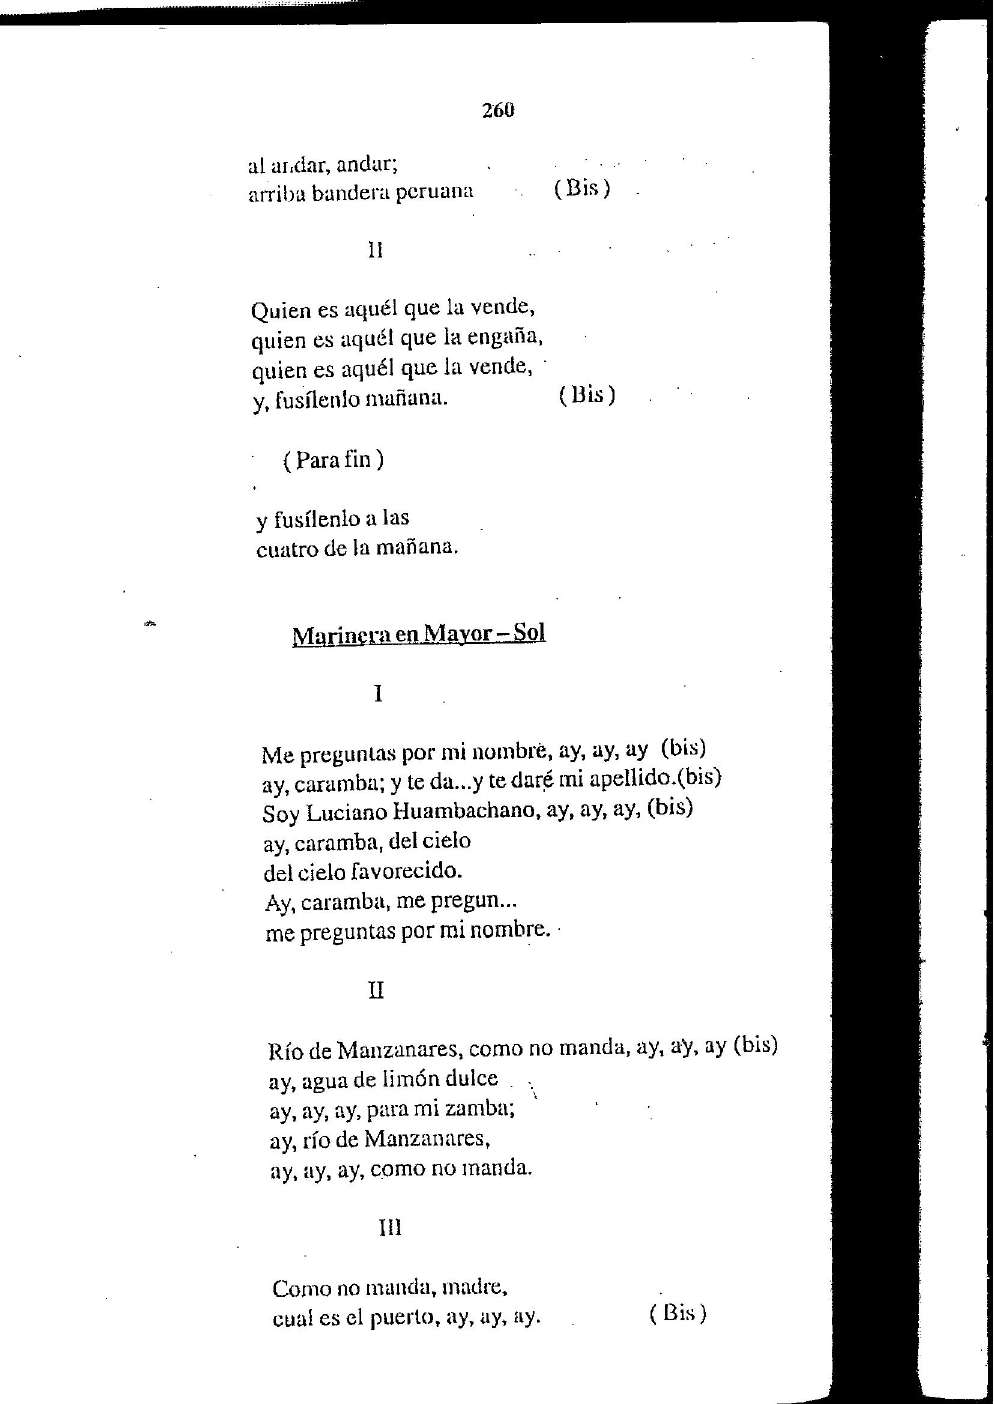 260
al andar, andar;
arriba bandera peruana (Bis)
II
Quien es aquél que la vende,
quien es aquél que la engaña,
quien es aquél que la vende,
y, fusílenlo mañana. (Bis)
(Para fin)
y fusílenlo a las
cuatro de la mañana.
Marinera en Mayor – Sol
I
Me preguntas por mi nombre, ay, ay, ay (bis)
ay, caramba; y te da...y te daré mi apellido.(bis)
Soy Luciano Huambachano, ay, ay, ay, (bis)
ay, caramba, del cielo
del cielo favorecido.
Ay, caramba, me pregun...
me preguntas por mi nombre.
II
Río de Manzanares, como no manda, ay, ay, ay (bis)
ay, agua de limón dulce
ay, ay, ay, para mi zamba;
ay, río de Manzanares,
ay, ay, ay, como no manda.
III
Como no manda, madre,
cual es el puerto, ay, ay, ay. (Bis)